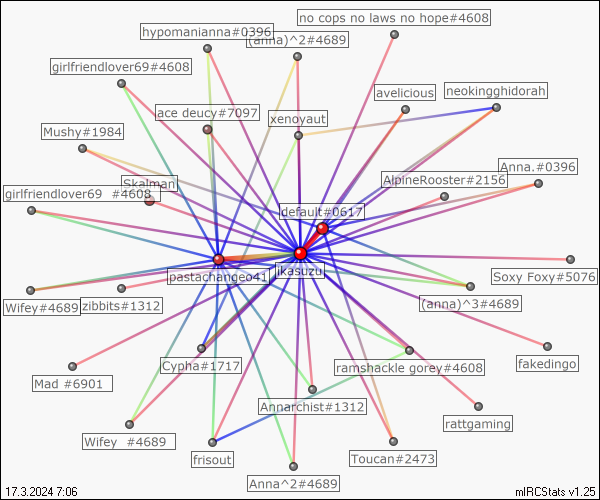 no cops no laws no hope#4608
hypomanianna#0396
(anna)^2#4689
girlfriendlover69#4608
avelicious
neokingghidorah
ace deucy#7097
xenoyaut
Mushy#1984
Anna.#0396
AlpineRooster#2156
Skalman
girlfriendlover69 #4608
default#0617
pastachangeo41
ikasuzu
Soxy Foxy#5076
Wifey#4689
zibbits#1312
(anna)^3#4689
Cypha#1717
ramshackle gorey#4608
fakedingo
Mad #6901
Annarchist#1312
rattgaming
Wifey #4689
frisout
Toucan#2473
Anna^2#4689
17.3.2024 7:06
mIRCStats v1.25